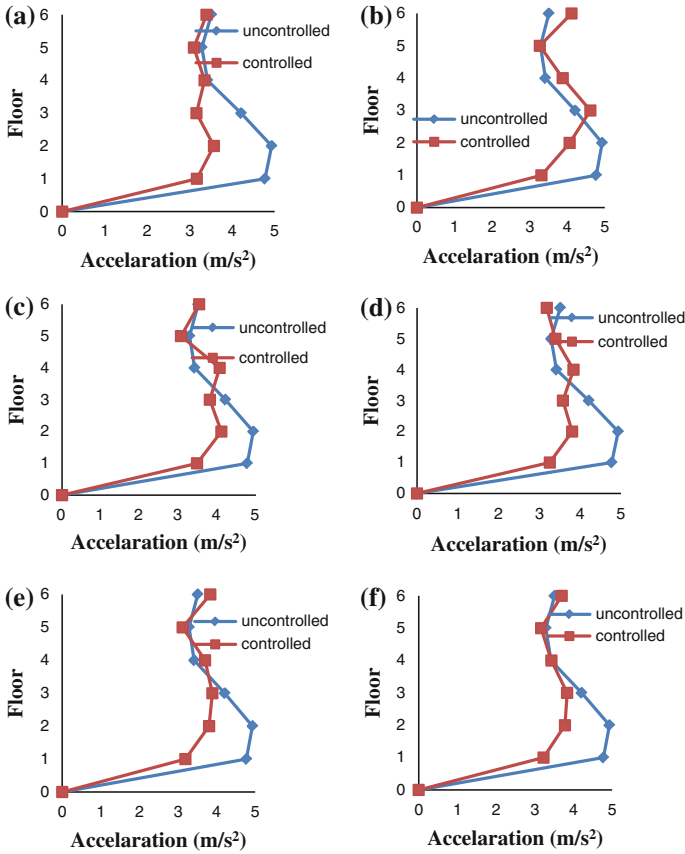 (a)
6
5
4
3
2
1
0
Floor
uncontrolled
controlled
0 1 2 3 4 5
Accelaration (m/s²)
(b)
6
5
4
3
2
1
0
Floor
uncontrolled
controlled
0 1 2 3 4 5
Accelaration (m/s²)
(c)
6
5
4
3
2
1
0
Floor
uncontrolled
controlled
0 1 2 3 4 5
Accelaration (m/s²)
(d)
6
5
4
3
2
1
0
Floor
uncontrolled
controlled
0 1 2 3 4 5
Accelaration (m/s²)
(e)
6
5
4
3
2
1
0
Floor
uncontrolled
controlled
0 1 2 3 4 5
Accelaration (m/s²)
(f)
6
5
4
3
2
1
0
Floor
uncontrolled
controlled
0 1 2 3 4 5
Accelaration (m/s²)